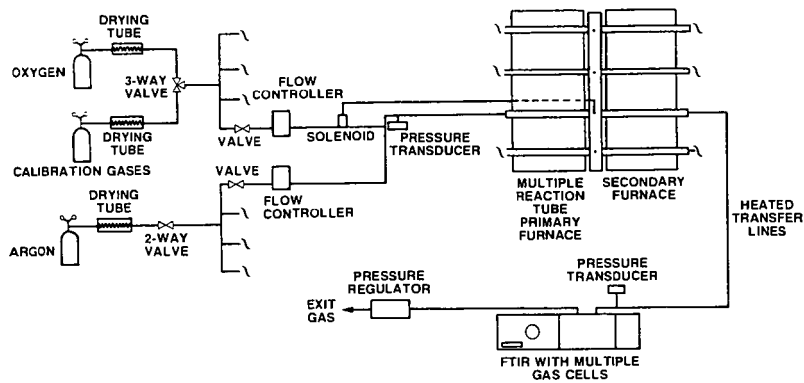 DRYING
TUBE
OXYGEN
3-WAY
VALVE
DRYING
TUBE
CALIBRATION GASES
DRYING
TUBE
ARGON
2-WAY
VALVE
FLOW
CONTROLLER
VALVE
SOLENOID
PRESSURE
TRANSDUCER
VALVE
FLOW
CONTROLLER
MULTIPLE
REACTION
TUBE
PRIMARY
FURNACE
SECONDARY
FURNACE
HEATED
TRANSFER
LINES
PRESSURE
TRANSDUCER
PRESSURE
REGULATOR
EXIT
GAS
FTIR WITH MULTIPLE
GAS CELLS